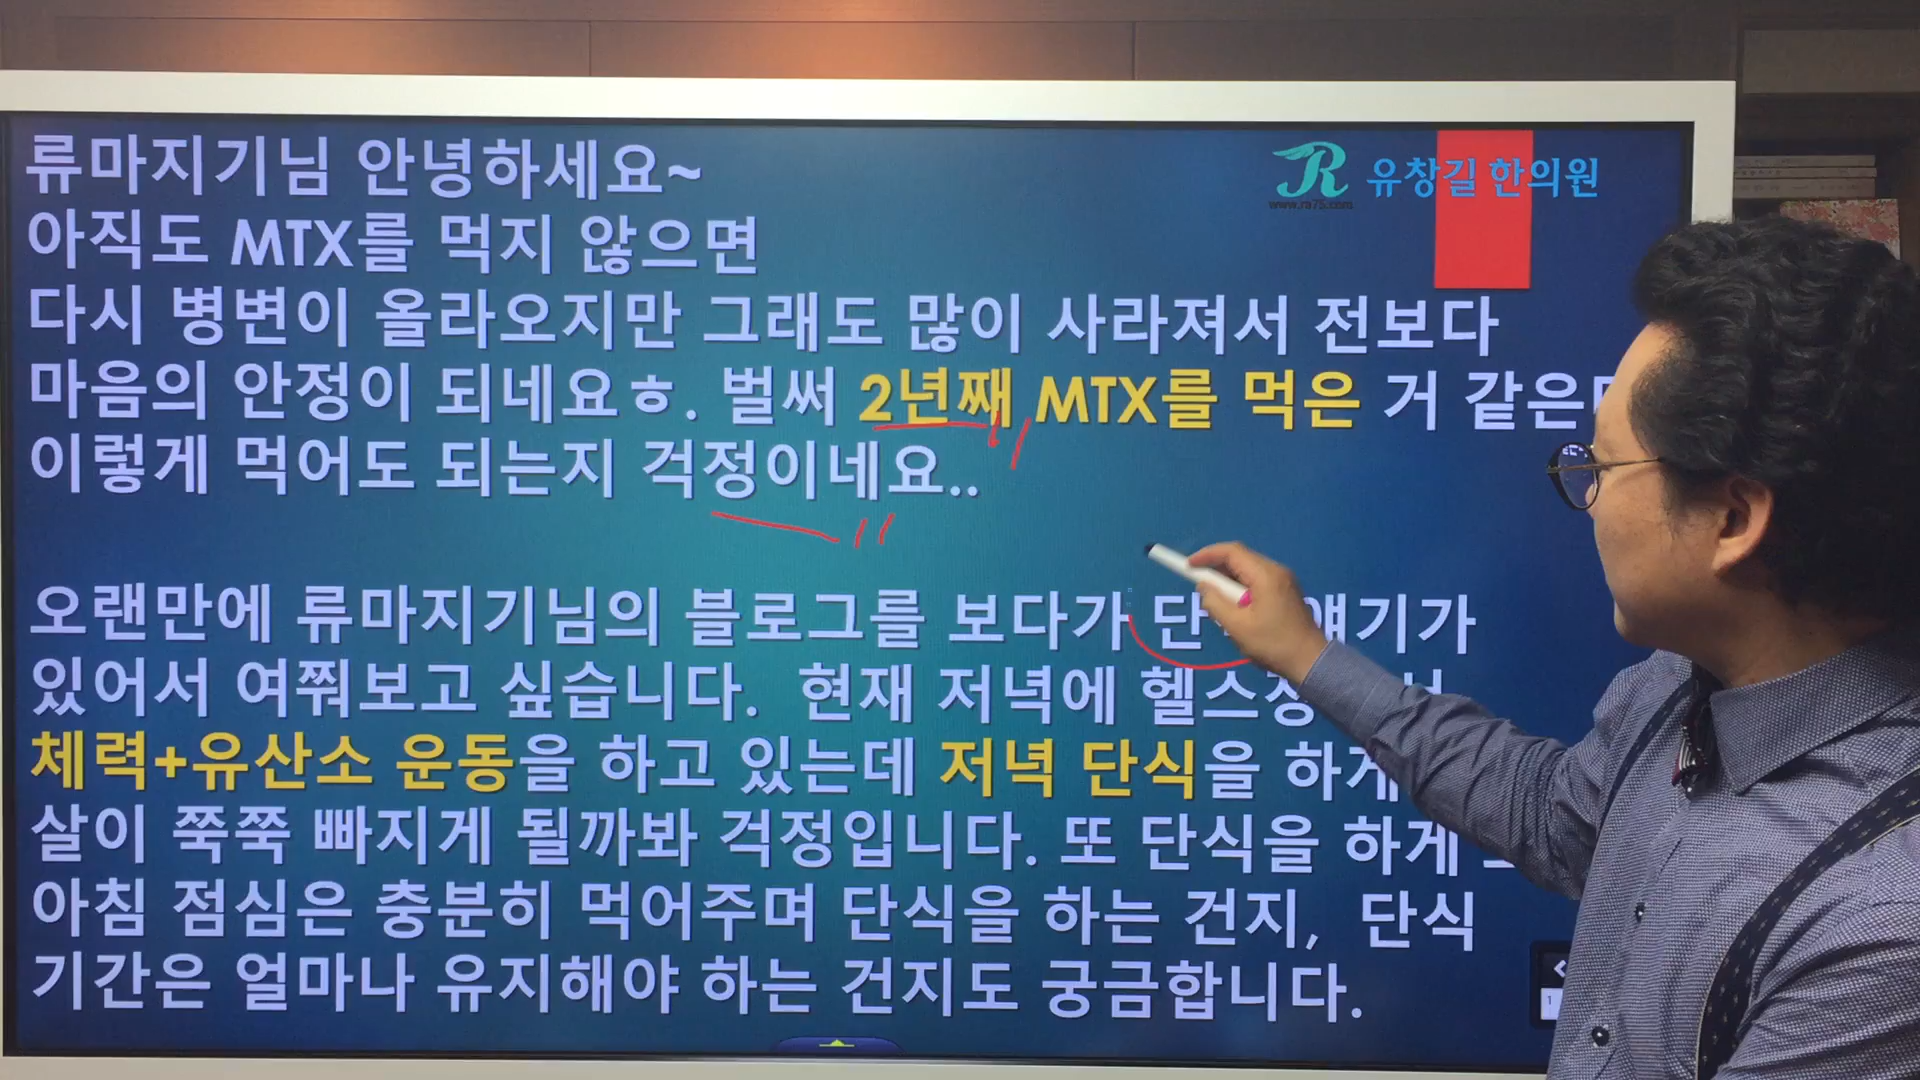 류마지기님 안녕하세요~
유창길 한의원
www.ra75.com
아직도 MTX를 먹지 않으면
다시 병변이 올라오지만 그래도 많이 사라져서 전보다
마음의 안정이 되네요ㅎ. 벌써 2년째 MTX를 먹은 거 같은
이렇게 먹어도 되는지 걱정이네요..
오랜만에 류마지기님의 블로그를 보다가 얘기가
있어서 여쭤보고 싶습니다. 현재 저녁에
체력+유산소 운동을 하고 있는데 저녁 단식을
살이 쭉쭉 빠지게 될까봐 걱정입니다. 또 단식을 하게
아침 점심은 충분히 먹어주며 단식을 하는 건지, 단식
기간은 얼마나 유지해야 하는 건지도 궁금합니다.